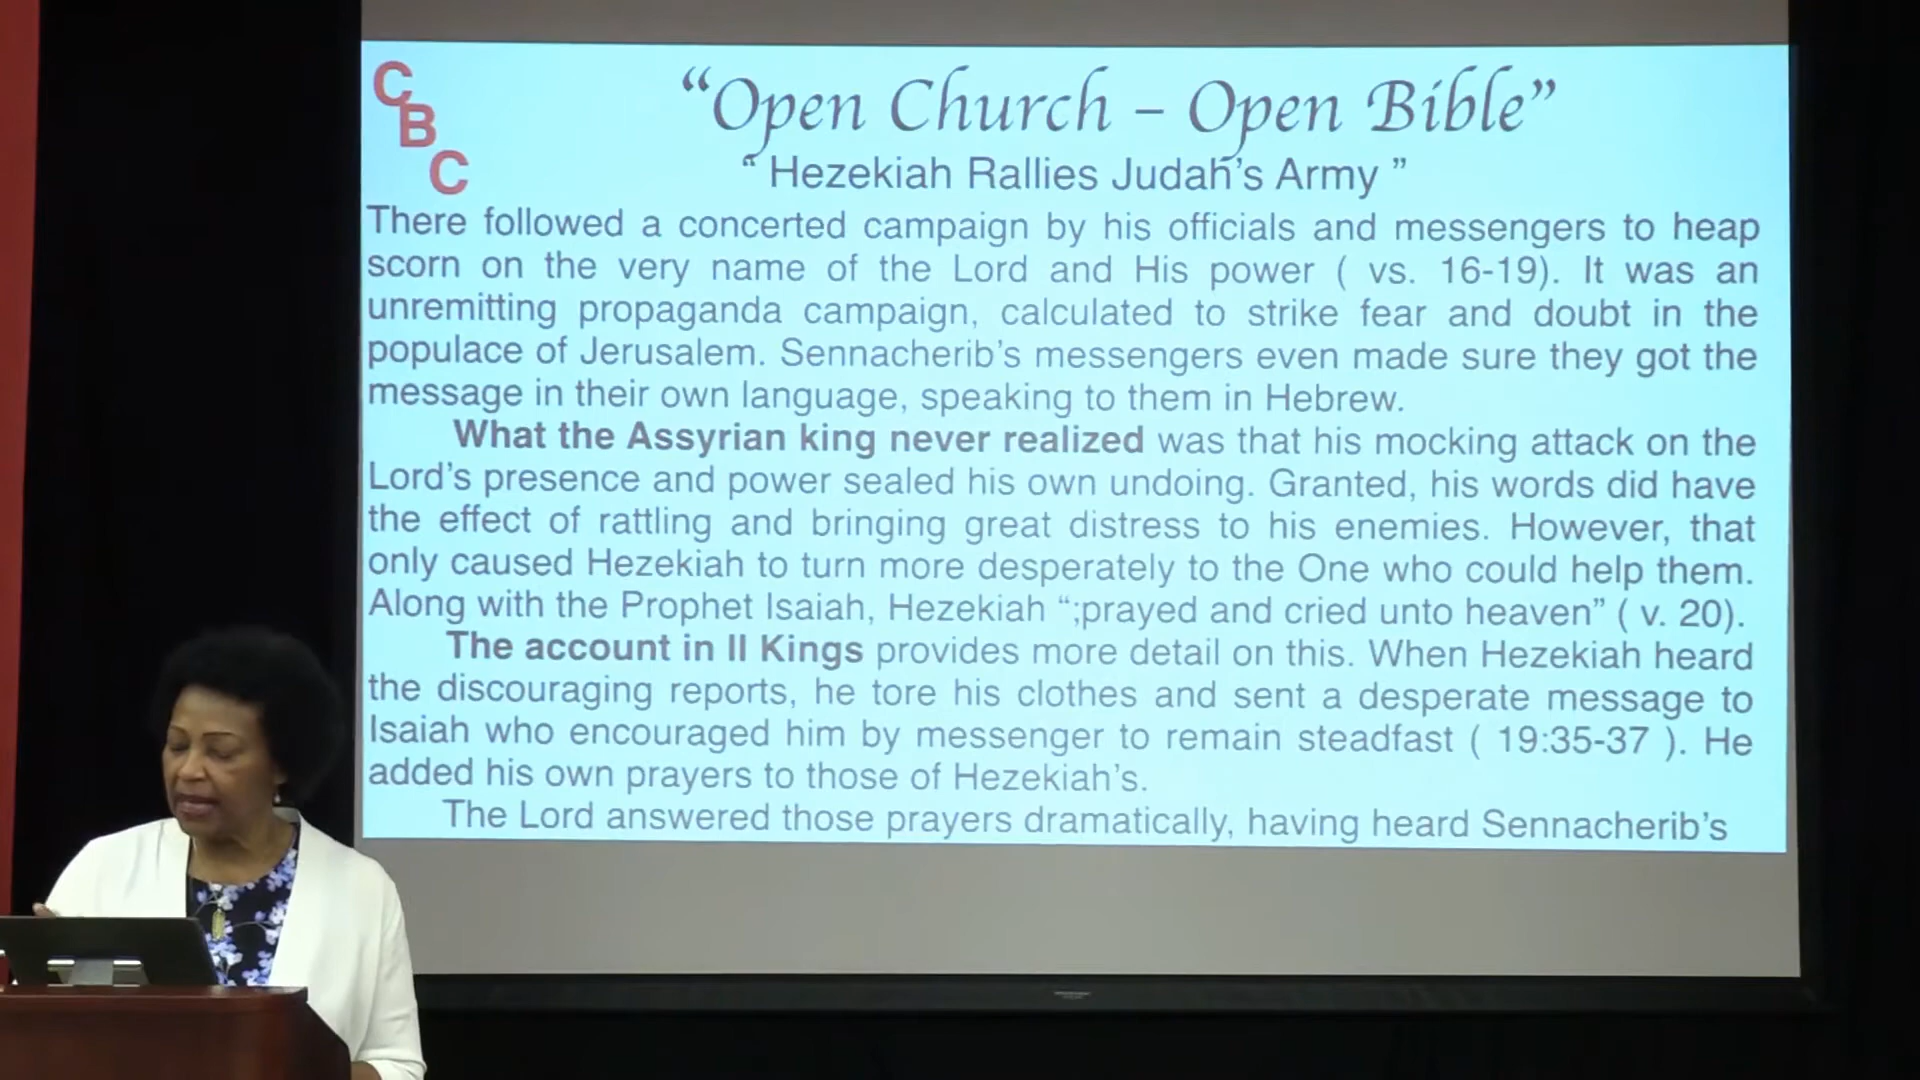 C
B
C
“Open Church – Open Bible”
“ Hezekiah Rallies Judah’s Army ”
There followed a concerted campaign by his officials and messengers to heap
scorn on the very name of the Lord and His power ( vs. 16-19). It was an
unremitting propaganda campaign, calculated to strike fear and doubt in the
populace of Jerusalem. Sennacherib’s messengers even made sure they got the
message in their own language, speaking to them in Hebrew.
What the Assyrian king never realized was that his mocking attack on the
Lord’s presence and power sealed his own undoing. Granted, his words did have
the effect of rattling and bringing great distress to his enemies. However, that
only caused Hezekiah to turn more desperately to the One who could help them.
Along with the Prophet Isaiah, Hezekiah “;prayed and cried unto heaven” ( v. 20).
The account in II Kings provides more detail on this. When Hezekiah heard
the discouraging reports, he tore his clothes and sent a desperate message to
Isaiah who encouraged him by messenger to remain steadfast ( 19:35-37 ). He
added his own prayers to those of Hezekiah’s.
The Lord answered those prayers dramatically, having heard Sennacherib’s